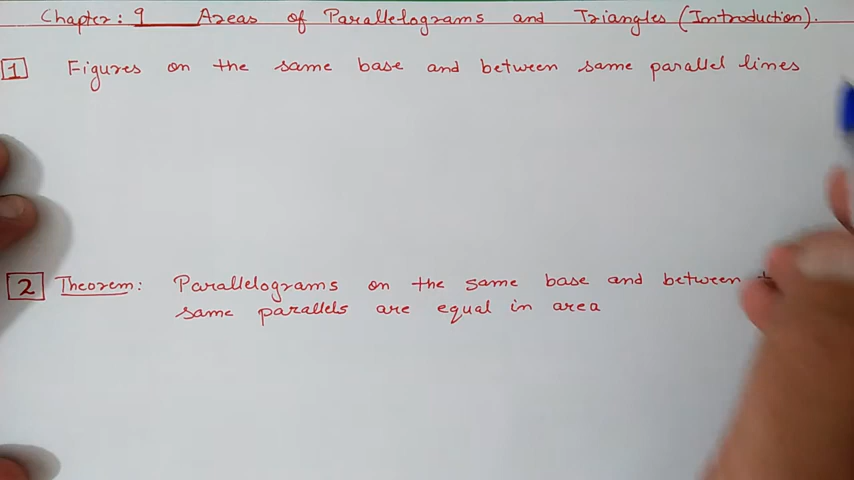 Chapter: 9 Areas of Parallelograms and Triangles (Introduction).
1 Figures on the same base and between same parallel lines
2 Theorem: Parallelograms on the same base and between
same parallels are equal in area